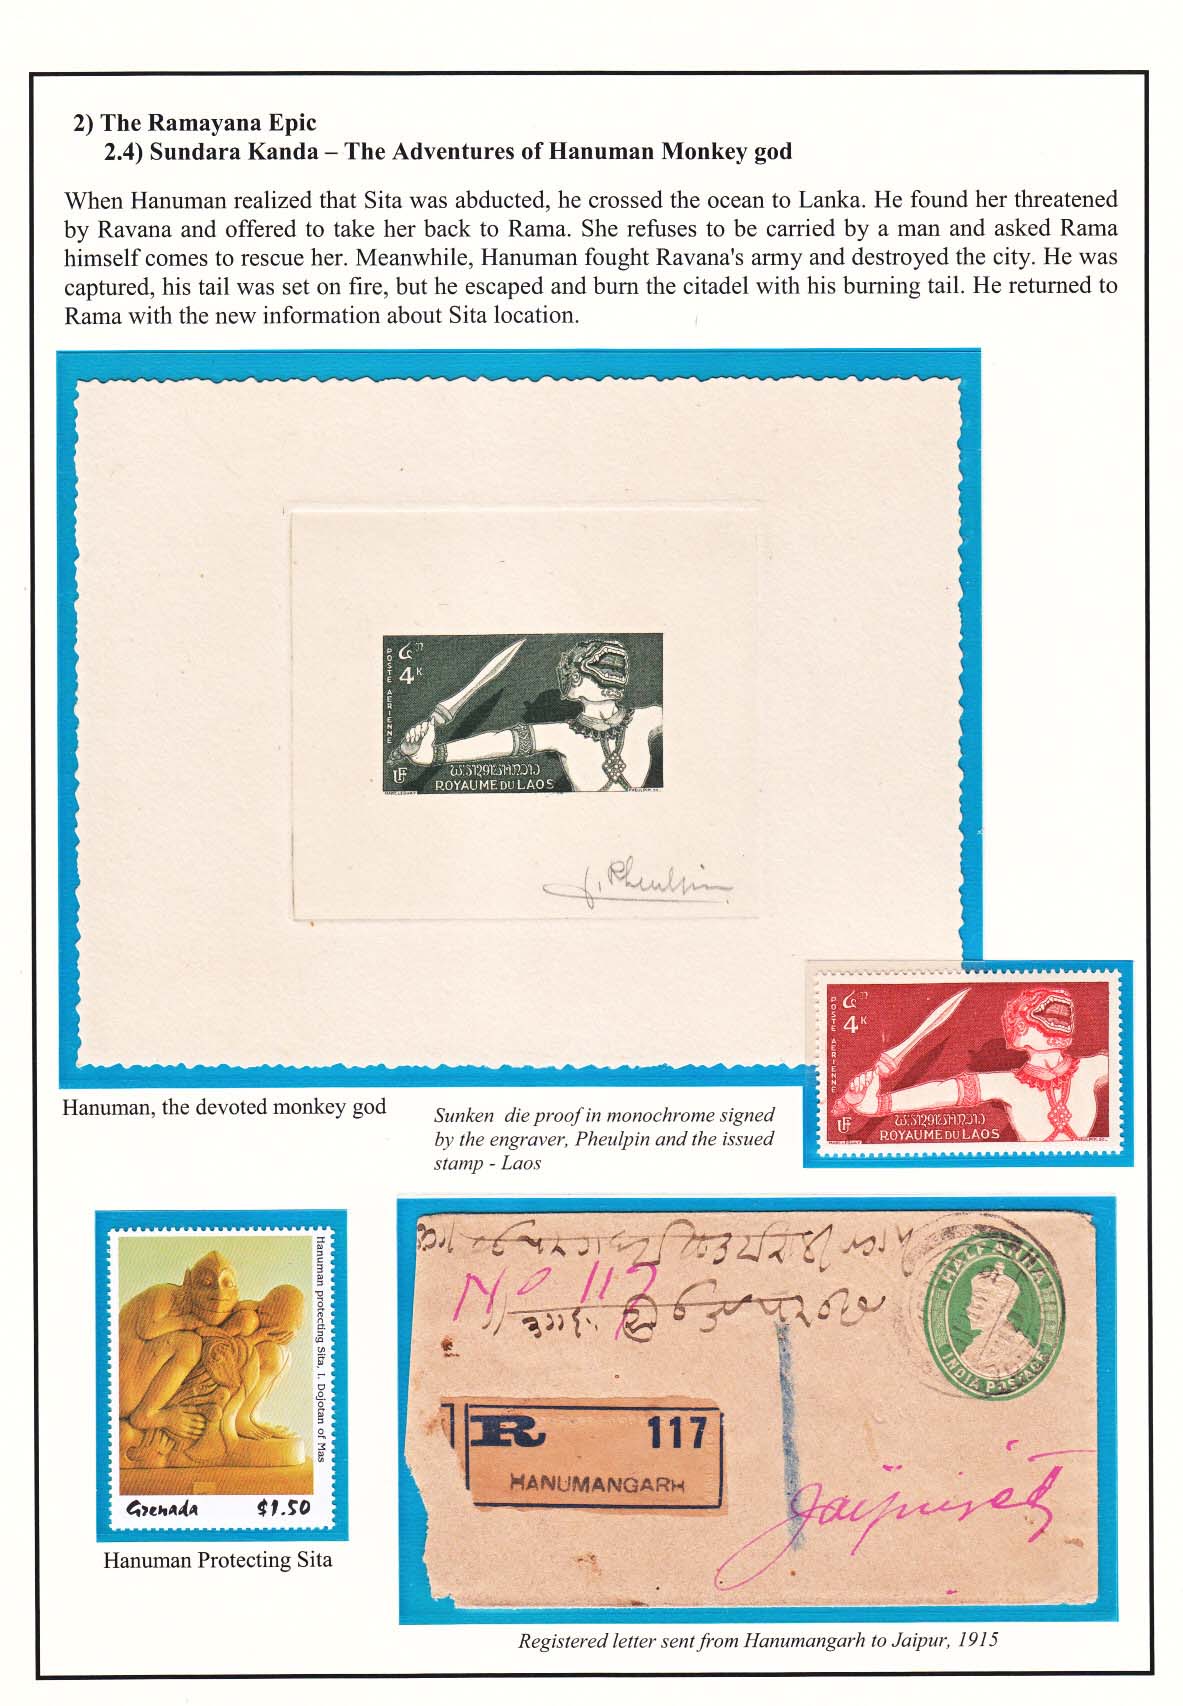 2) The Ramayana Epic
2.4) Sundara Kanda – The Adventures of Hanuman Monkey god
When Hanuman realized that Sita was abducted, he crossed the ocean to Lanka. He found her threatened
by Ravana and offered to take her back to Rama. She refuses to be carried by a man and asked Rama
himself comes to rescue her. Meanwhile, Hanuman fought Ravana's army and destroyed the city. He was
captured, his tail was set on fire, but he escaped and burn the citadel with his burning tail. He returned to
Rama with the new information about Sita location.
POSTE AERIENNE
4K
ROYAUME DU LAOS
PHEULPIN
J. Pheulpin
POSTE AERIENNE
4K
ROYAUME DU LAOS
PHEULPIN
Hanuman, the devoted monkey god
Sunken die proof in monochrome signed
by the engraver, Pheulpin and the issued
stamp - Laos
Hanuman protecting Sita, I. Dojotan of Mas
Grenada $1.50
Hanuman Protecting Sita
HALF ANNA
INDIA POSTAGE
No 117
R 117
HANUMANGARH
Registered letter sent from Hanumangarh to Jaipur, 1915